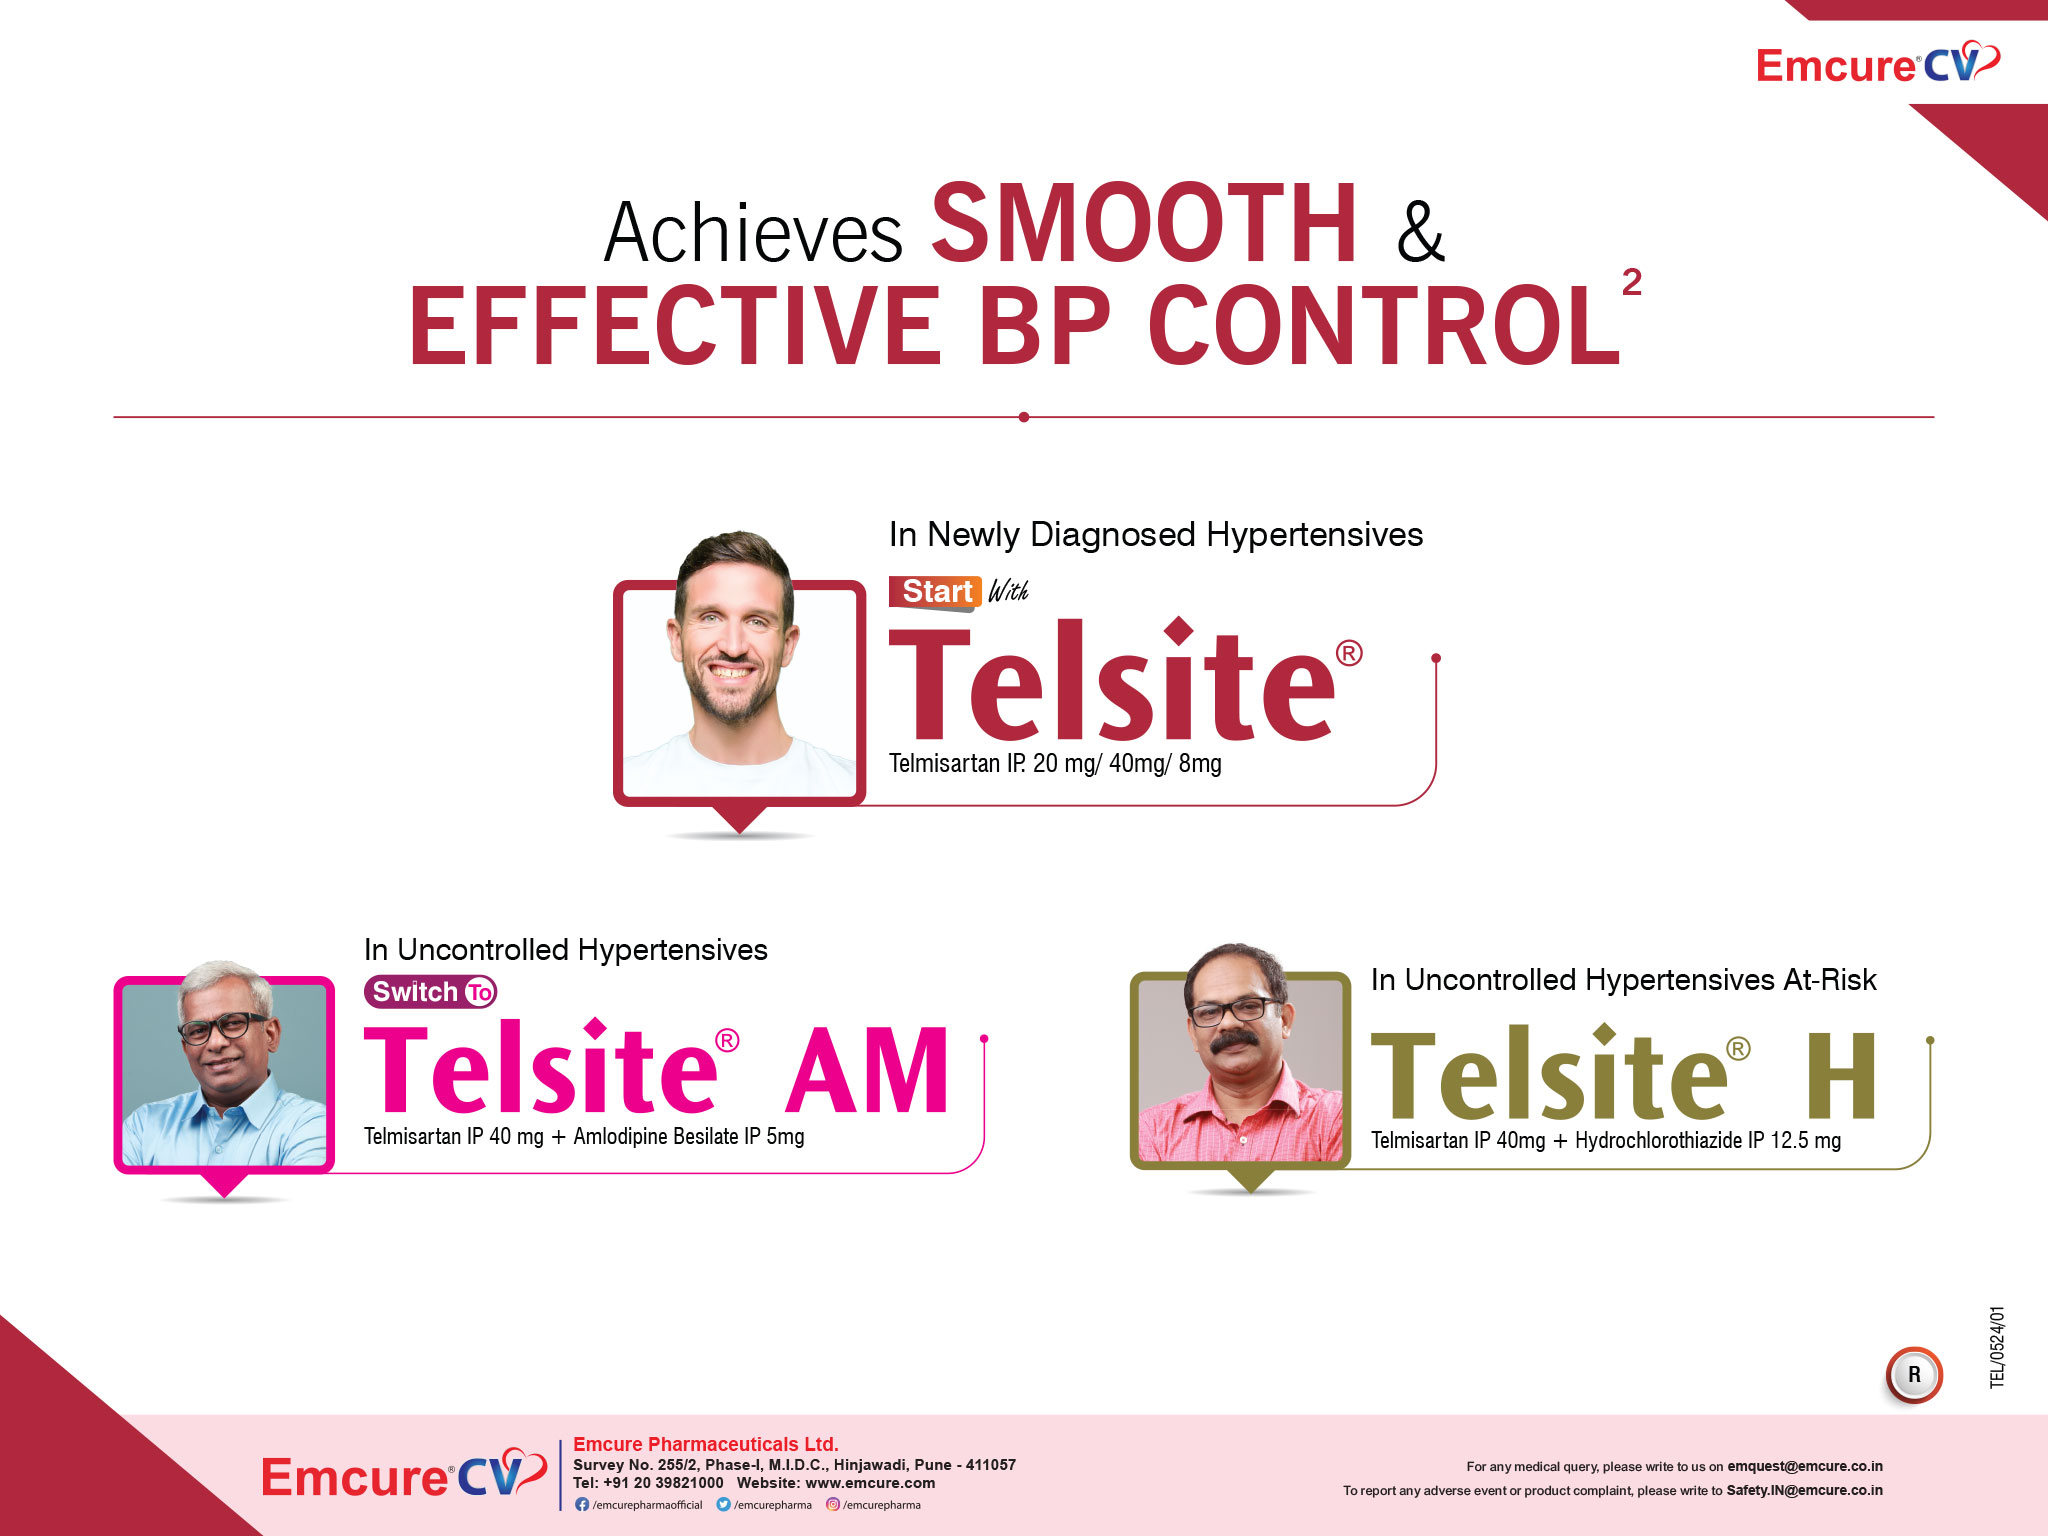 Emcure® CV
Achieves SMOOTH &
EFFECTIVE BP CONTROL2
In Newly Diagnosed Hypertensives
Start With
Telsite®
Telmisartan IP. 20 mg/ 40mg/ 8mg
In Uncontrolled Hypertensives
Switch To
Telsite® AM
Telmisartan IP 40 mg + Amlodipine Besilate IP 5mg
In Uncontrolled Hypertensives At-Risk
Telsite® H
Telmisartan IP 40mg + Hydrochlorothiazide IP 12.5 mg
TEL/0524/01
R
Emcure® CV
Emcure Pharmaceuticals Ltd.
Survey No. 255/2, Phase-I, M.I.D.C., Hinjawadi, Pune - 411057
Tel: +91 20 39821000 Website: www.emcure.com
/emcurepharmaofficial /emcurepharma /emcurepharma
For any medical query, please write to us on emquest@emcure.co.in
To report any adverse event or product complaint, please write to Safety.IN@emcure.co.in